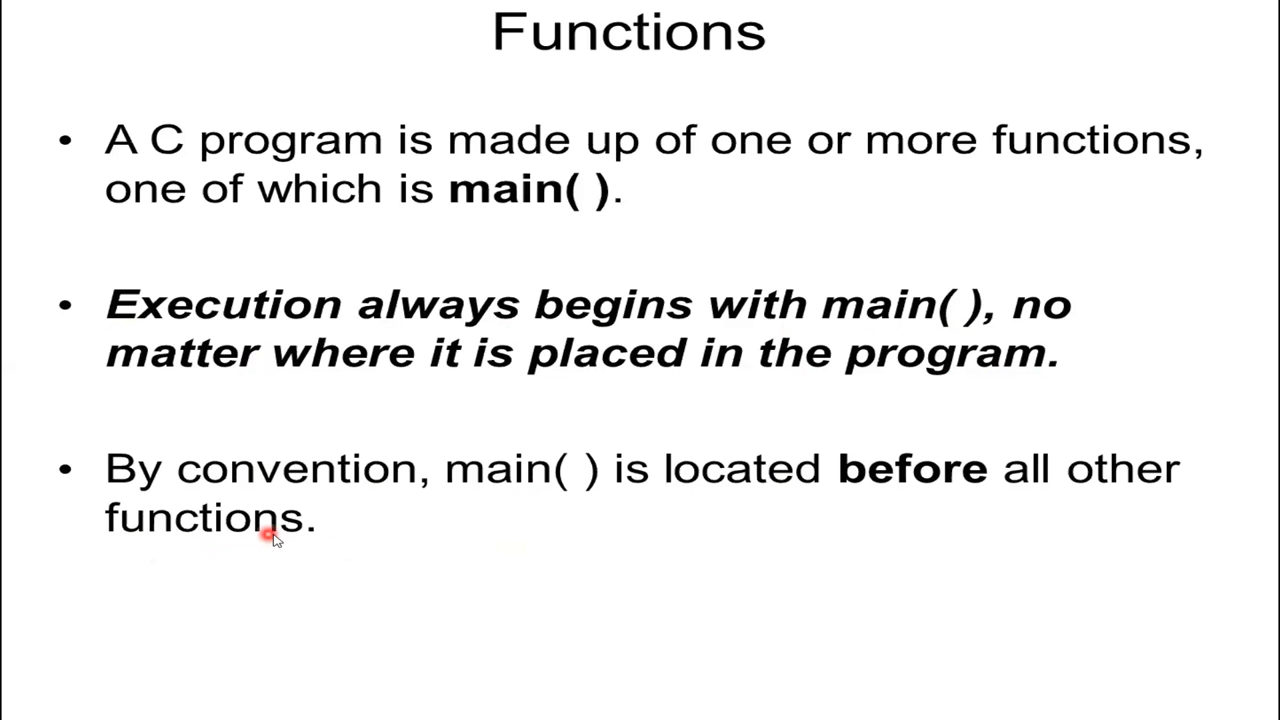 Functions
• A C program is made up of one or more functions,
one of which is main( ).
• Execution always begins with main( ), no
matter where it is placed in the program.
• By convention, main( ) is located before all other
functions.